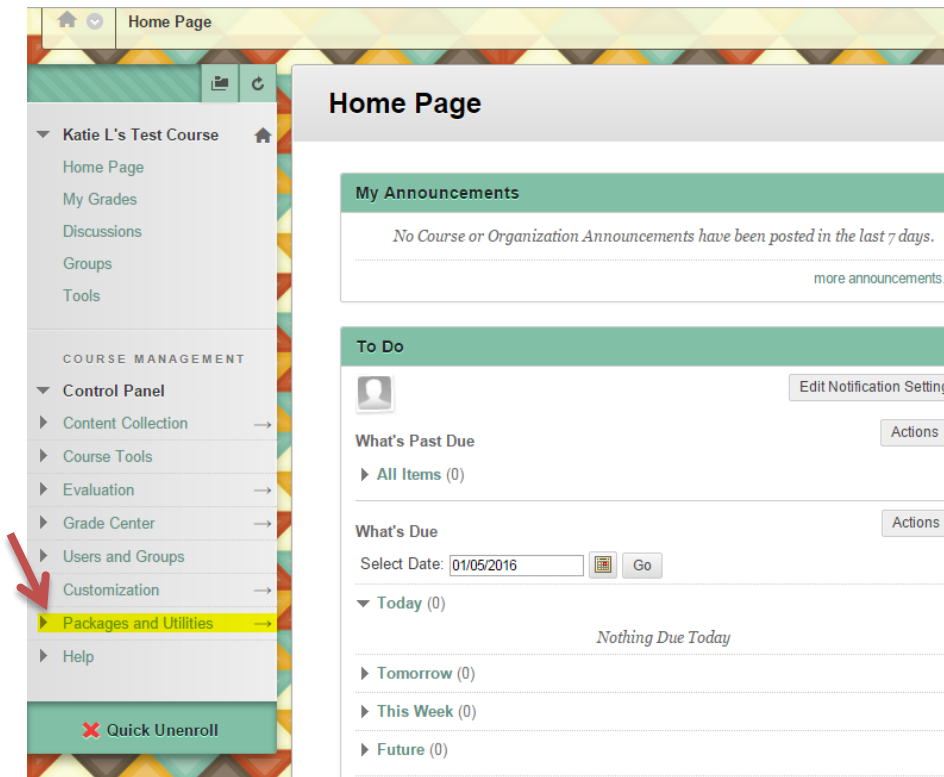 Home Page
Home Page
Katie L's Test Course
Home Page
My Grades
Discussions
Groups
Tools
COURSE MANAGEMENT
Control Panel
Content Collection
Course Tools
Evaluation
Grade Center
Users and Groups
Customization
Packages and Utilities
Help
Quick Unenroll
My Announcements
No Course or Organization Announcements have been posted in the last 7 days.
more announcements.
To Do
Edit Notification Setting
What's Past Due
Actions
All Items (0)
What's Due
Actions
Select Date: 01/05/2016 Go
Today (0)
Nothing Due Today
Tomorrow (0)
This Week (0)
Future (0)